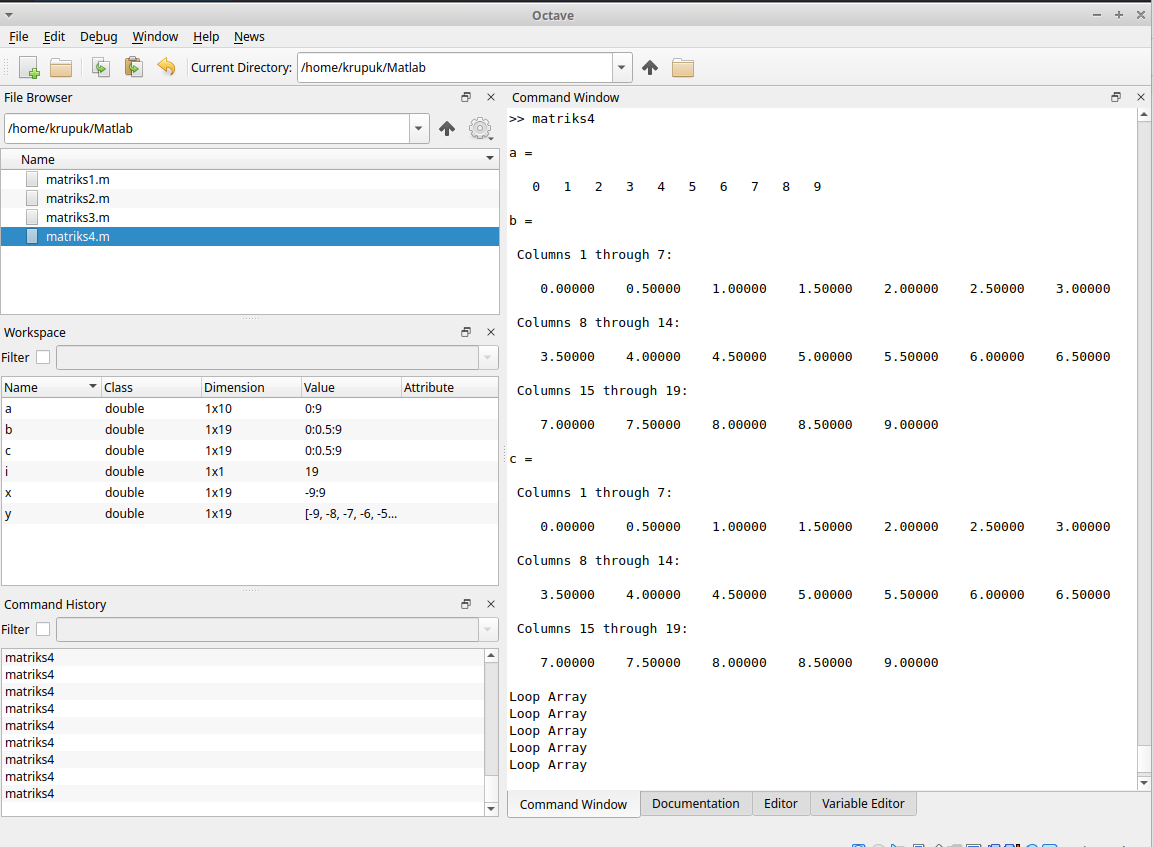 Octave
File Edit Debug Window Help News
Current Directory: /home/krupuk/Matlab
File Browser
/home/krupuk/Matlab
Name
matriks1.m
matriks2.m
matriks3.m
matriks4.m
Workspace
Filter
Name Class Dimension Value Attribute
a double 1x10 0:9
b double 1x19 0:0.5:9
c double 1x19 0:0.5:9
i double 1x1 19
x double 1x19 -9:9
y double 1x19 [-9, -8, -7, -6, -5...
Command History
Filter
matriks4
matriks4
matriks4
matriks4
matriks4
matriks4
matriks4
matriks4
matriks4
Command Window
>> matriks4
a =
0 1 2 3 4 5 6 7 8 9
b =
Columns 1 through 7:
0.00000 0.50000 1.00000 1.50000 2.00000 2.50000 3.00000
Columns 8 through 14:
3.50000 4.00000 4.50000 5.00000 5.50000 6.00000 6.50000
Columns 15 through 19:
7.00000 7.50000 8.00000 8.50000 9.00000
c =
Columns 1 through 7:
0.00000 0.50000 1.00000 1.50000 2.00000 2.50000 3.00000
Columns 8 through 14:
3.50000 4.00000 4.50000 5.00000 5.50000 6.00000 6.50000
Columns 15 through 19:
7.00000 7.50000 8.00000 8.50000 9.00000
Loop Array
Loop Array
Loop Array
Loop Array
Loop Array
Command Window Documentation Editor Variable Editor